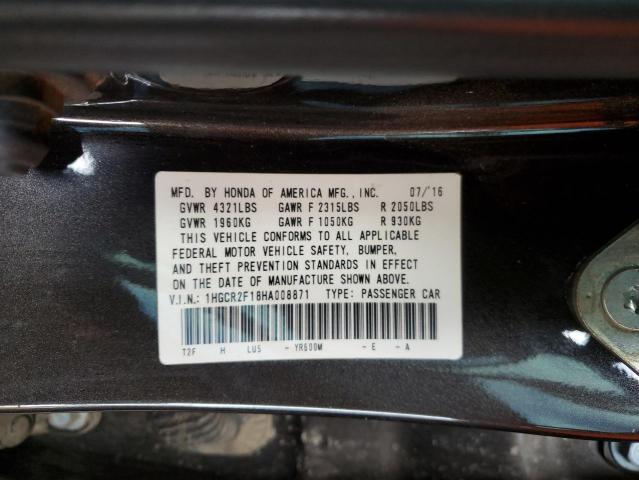 MFD. BY HONDA OF AMERICA MFG., INC. 07/'16
GVWR 4321LBS GAWR F 2315LBS R 2050LBS
GVWR 1960KG GAWR F 1050KG R 930KG
THIS VEHICLE CONFORMS TO ALL APPLICABLE
FEDERAL MOTOR VEHICLE SAFETY, BUMPER,
AND THEFT PREVENTION STANDARDS IN EFFECT
ON THE DATE OF MANUFACTURE SHOWN ABOVE.
V.I.N.: 1HGCR2F18HA008871 TYPE: PASSENGER CAR
T2F H LU5 - YR600M - E - A